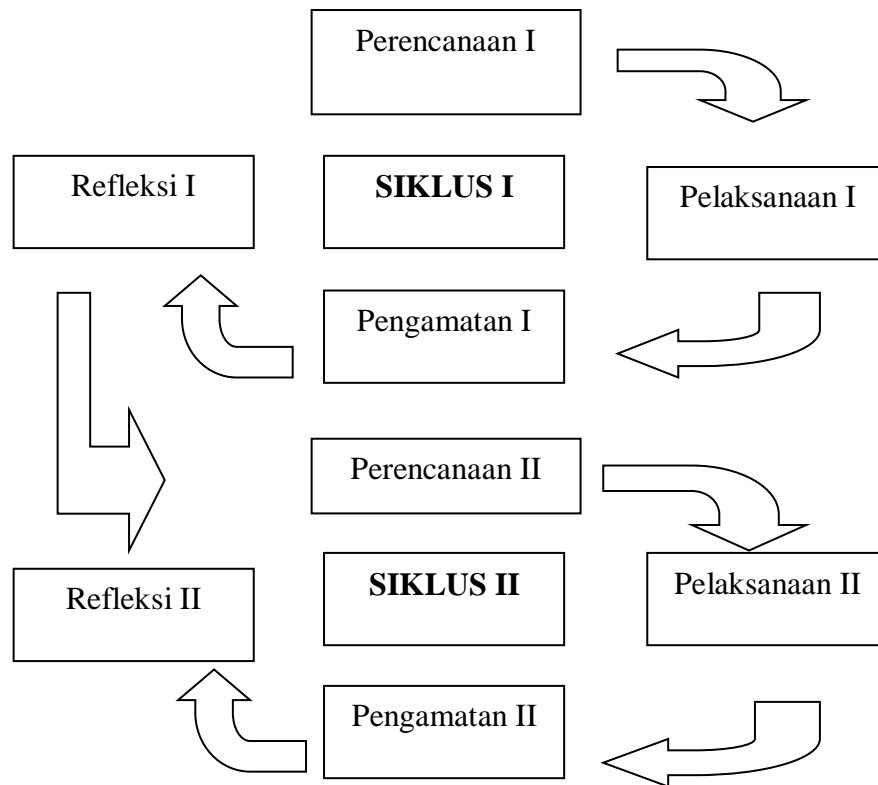 Perencanaan I
Refleksi I
SIKLUS I
Pelaksanaan I
Pengamatan I
Perencanaan II
Refleksi II
SIKLUS II
Pelaksanaan II
Pengamatan II